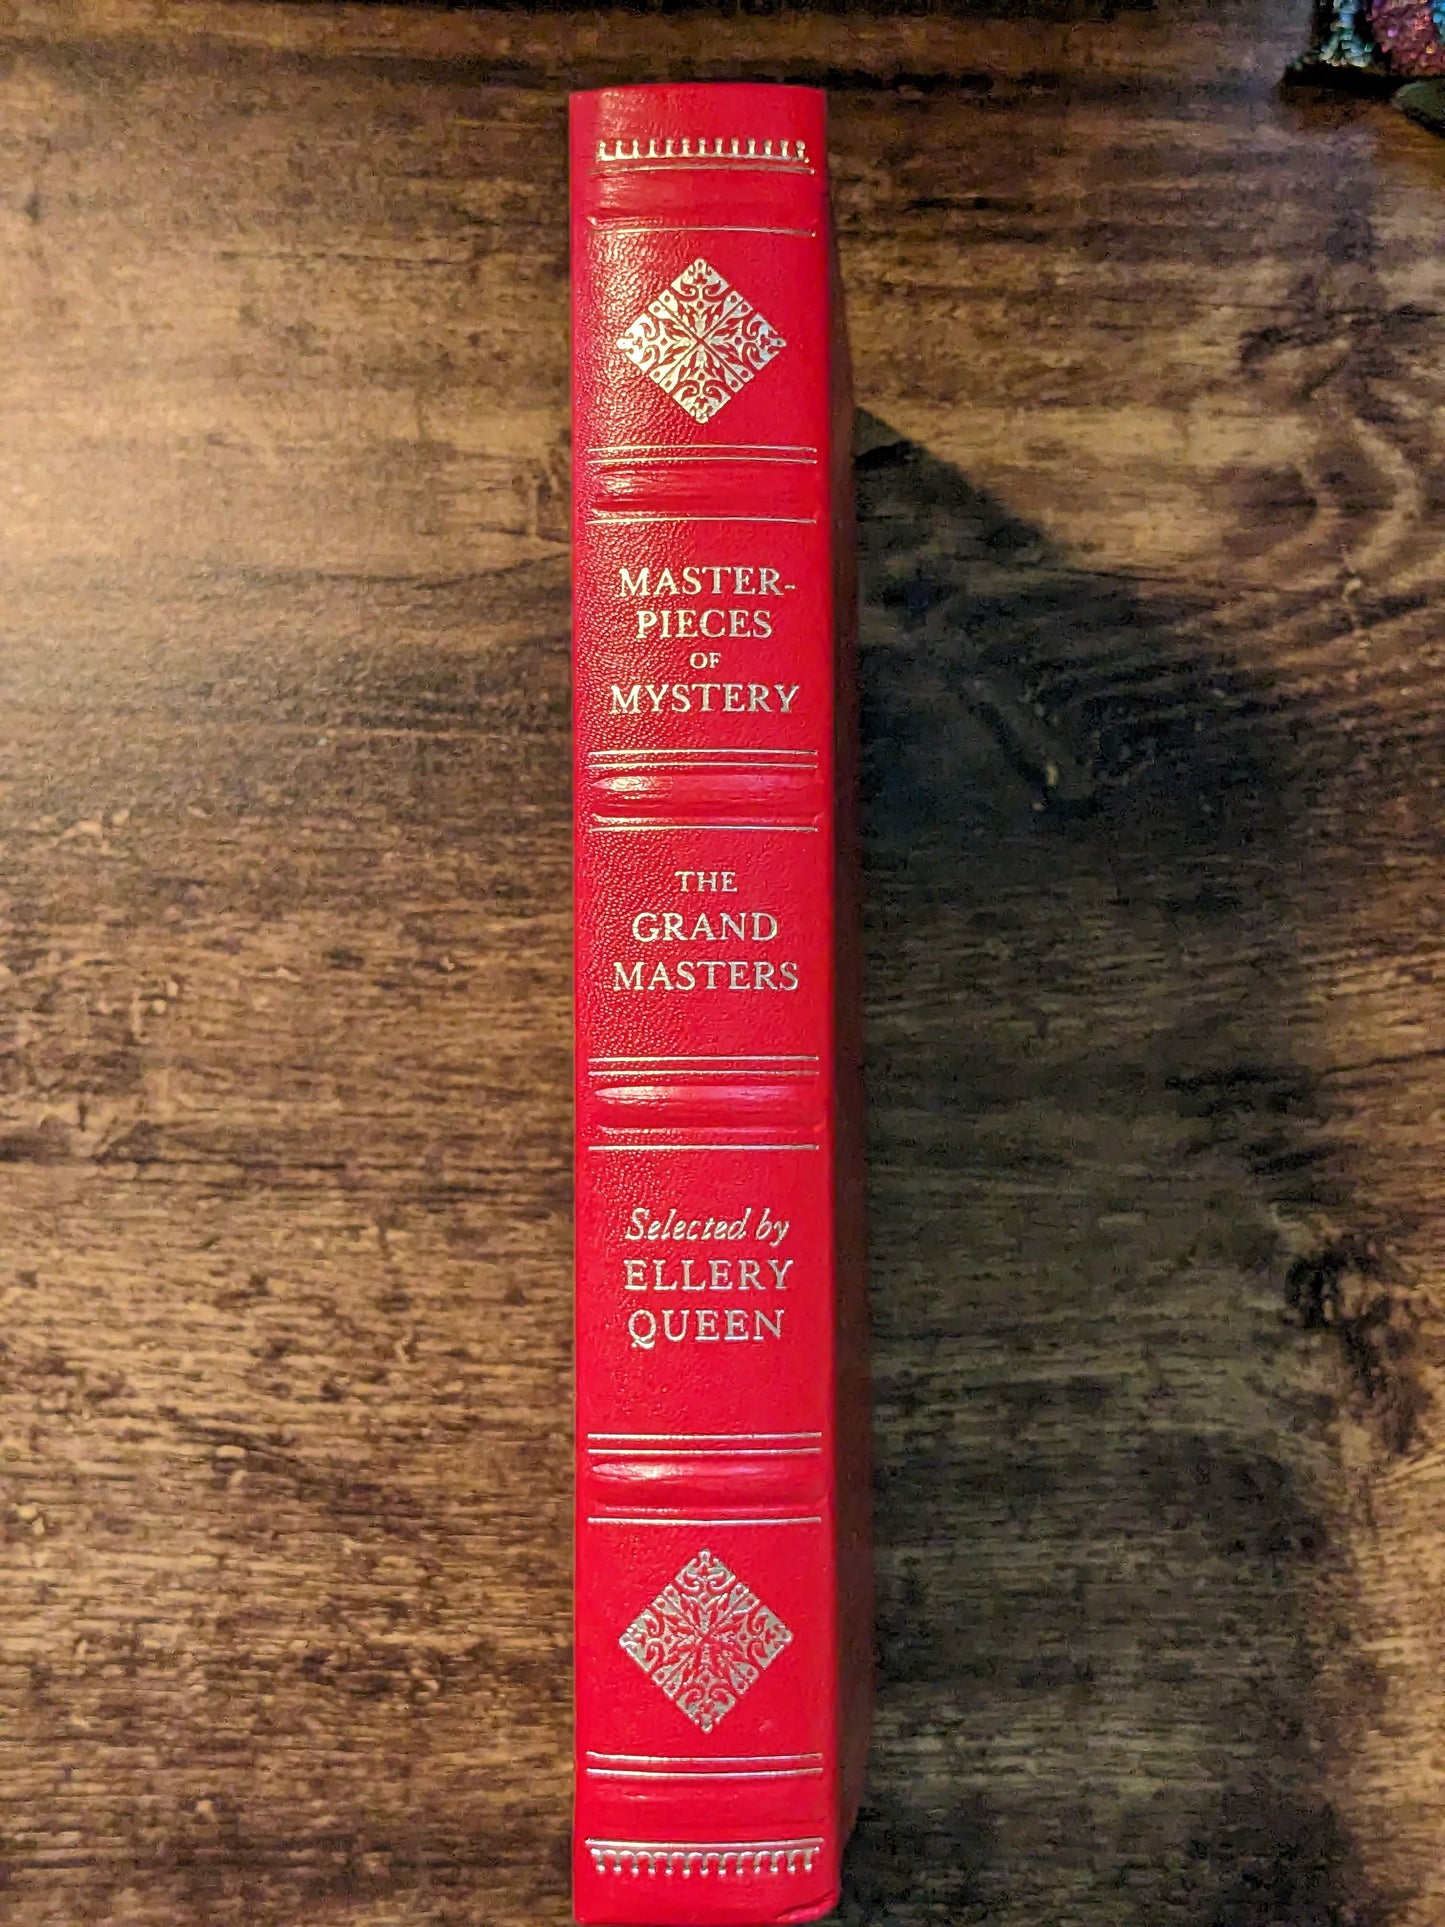 MASTER-
PIECES
OF
MYSTERY
THE
GRAND
MASTERS
Selected by
ELLERY
QUEEN